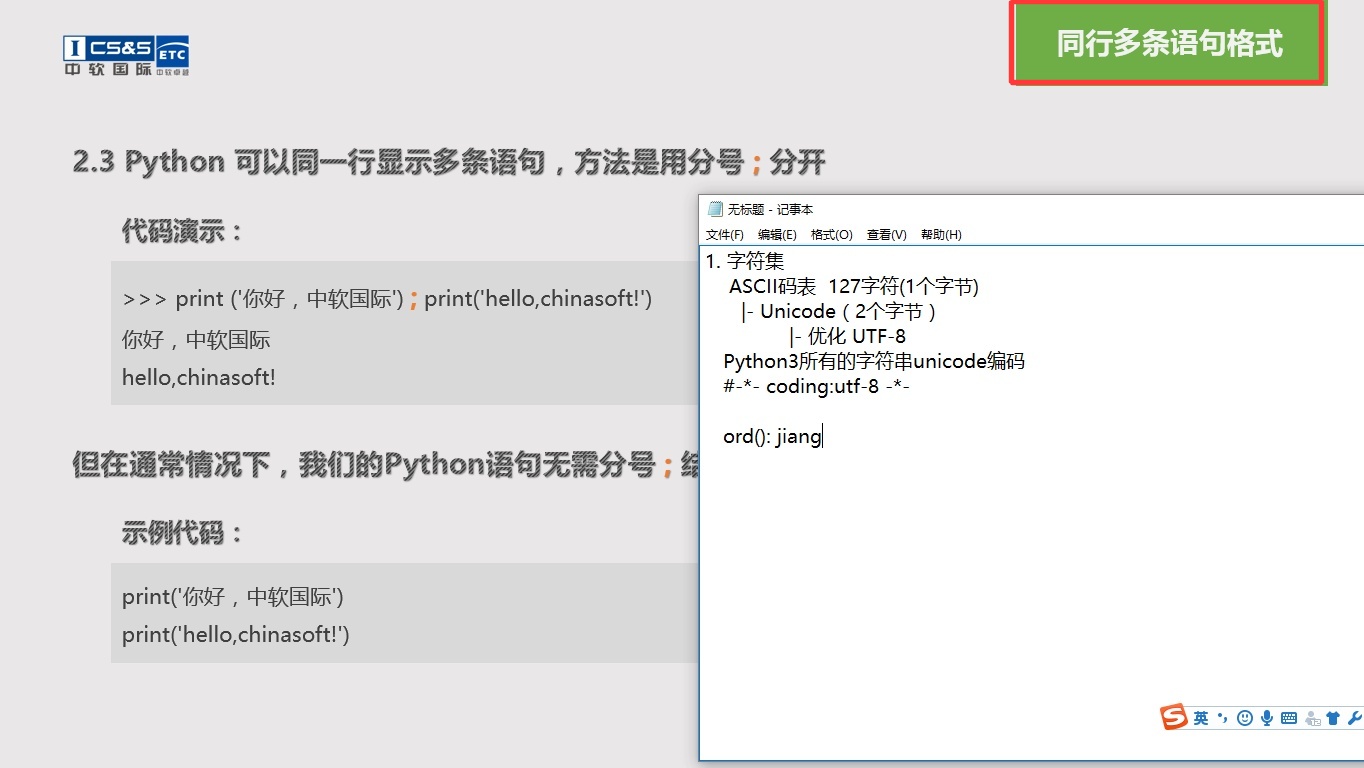 I CS&S ETC
中软国际 中软卓越
同行多条语句格式
2.3 Python 可以同一行显示多条语句，方法是用分号；分开
代码演示：
>>> print ('你好，中软国际')；print('hello,chinasoft!')
你好，中软国际
hello,chinasoft!
但在通常情况下，我们的Python语句无需分号；
示例代码：
print('你好，中软国际')
print('hello,chinasoft!')
无标题 - 记事本
文件(F) 编辑(E) 格式(O) 查看(V) 帮助(H)
1. 字符集
ASCII码表 127字符(1个字节)
|- Unicode（2个字节）
|- 优化 UTF-8
Python3所有的字符串unicode编码
#-*- coding:utf-8 -*-
ord(): jiang
S 英